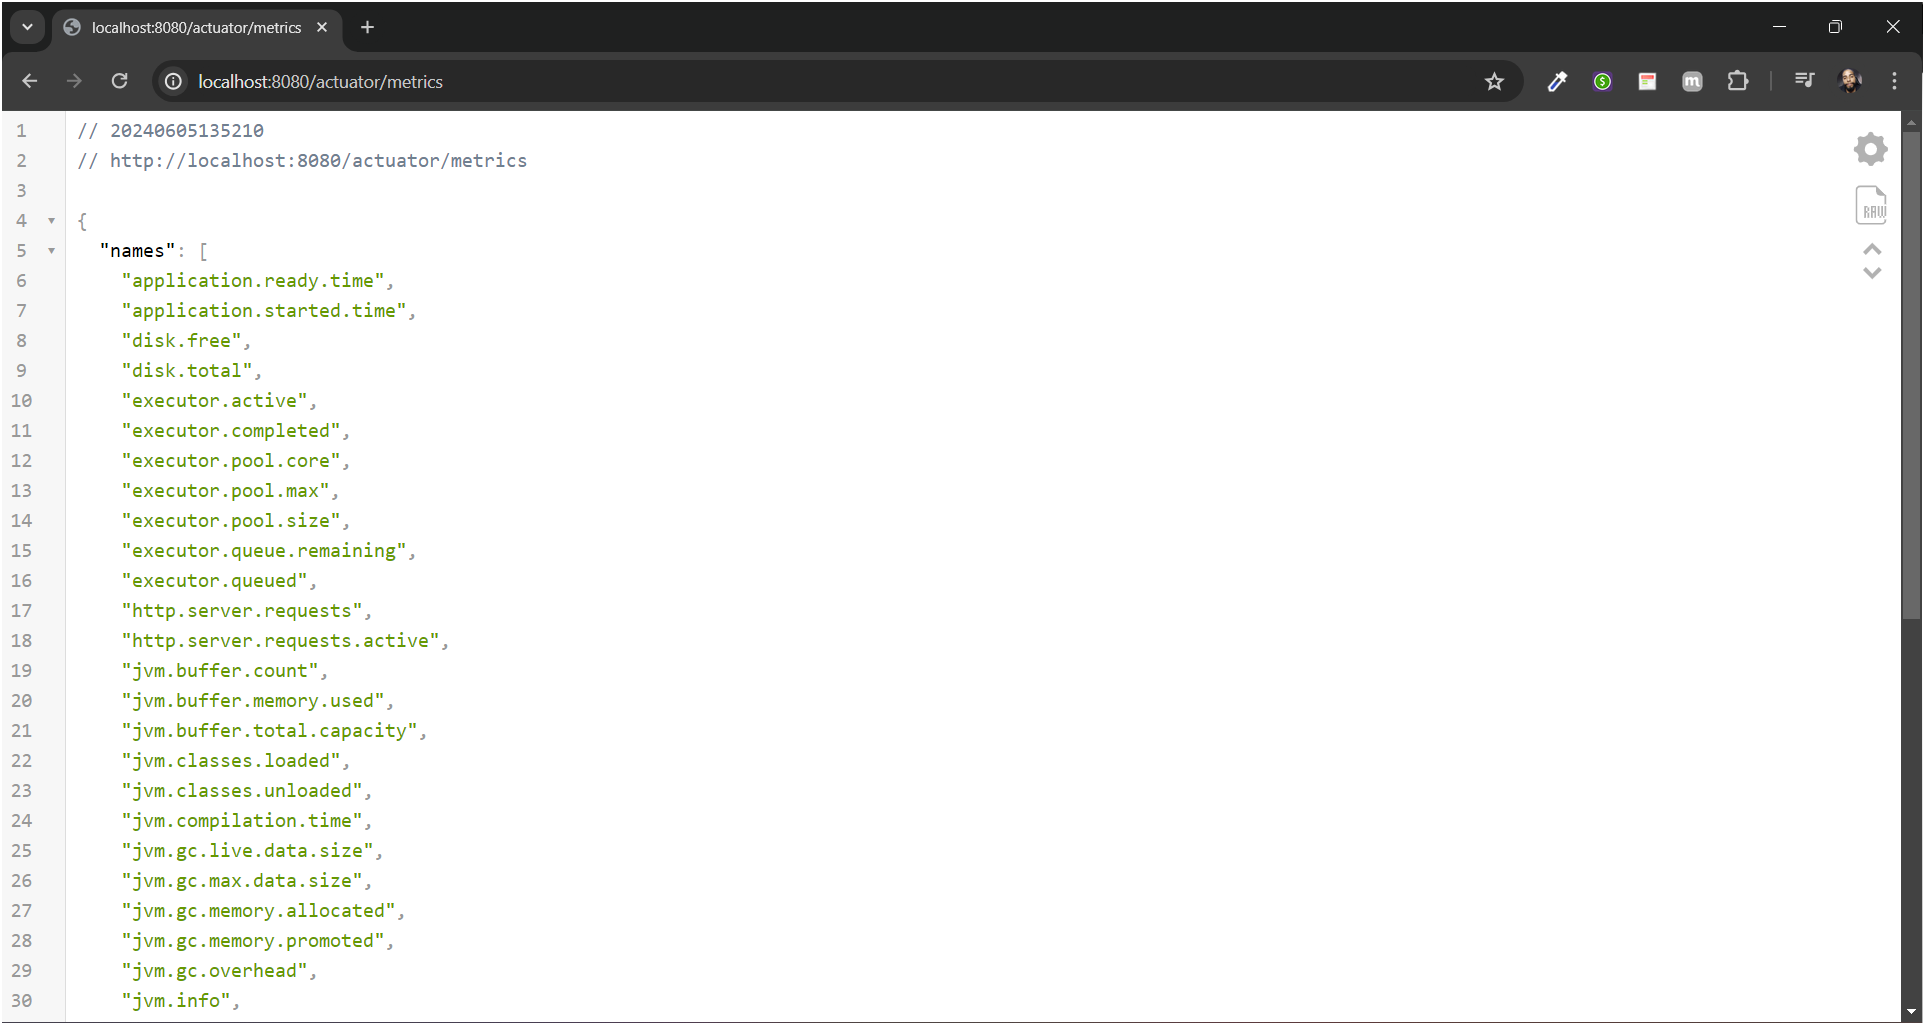 localhost:8080/actuator/metrics
localhost:8080/actuator/metrics
1 // 20240605135210
2 // http://localhost:8080/actuator/metrics
3
4 {
5 "names": [
6 "application.ready.time",
7 "application.started.time",
8 "disk.free",
9 "disk.total",
10 "executor.active",
11 "executor.completed",
12 "executor.pool.core",
13 "executor.pool.max",
14 "executor.pool.size",
15 "executor.queue.remaining",
16 "executor.queued",
17 "http.server.requests",
18 "http.server.requests.active",
19 "jvm.buffer.count",
20 "jvm.buffer.memory.used",
21 "jvm.buffer.total.capacity",
22 "jvm.classes.loaded",
23 "jvm.classes.unloaded",
24 "jvm.compilation.time",
25 "jvm.gc.live.data.size",
26 "jvm.gc.max.data.size",
27 "jvm.gc.memory.allocated",
28 "jvm.gc.memory.promoted",
29 "jvm.gc.overhead",
30 "jvm.info",
RAW
m
$